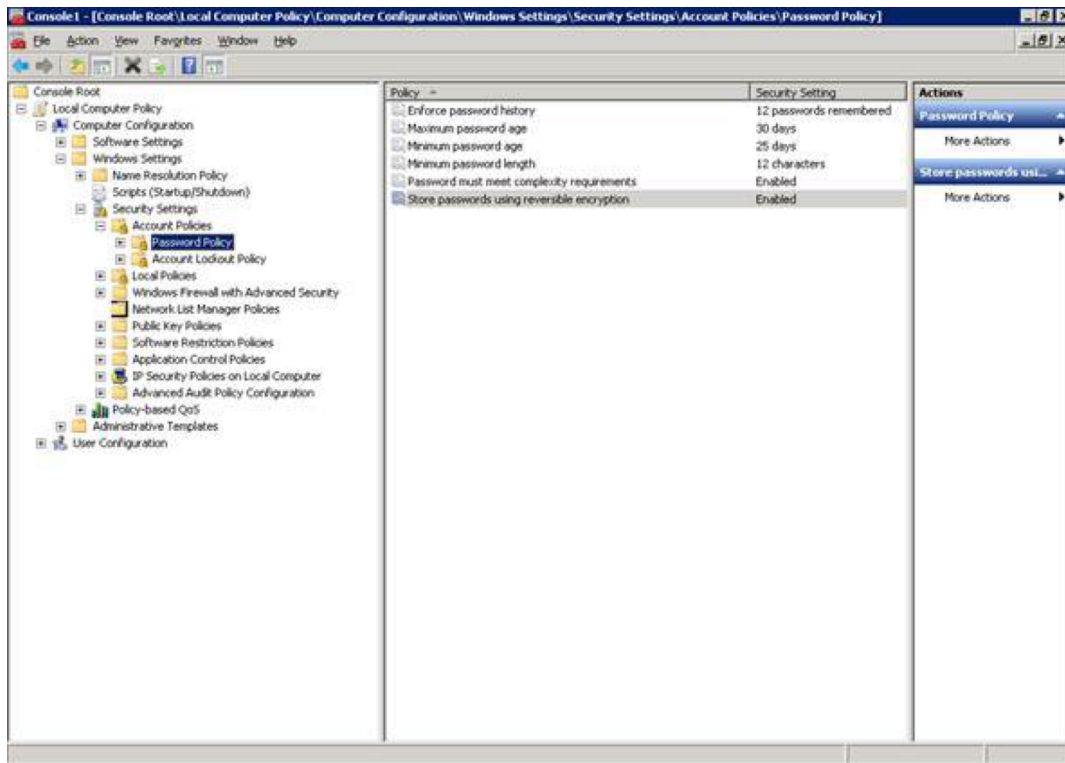 Console1 - [Console Root\Local Computer Policy\Computer Configuration\Windows Settings\Security Settings\Account Policies\Password Policy]
File Action View Favorites Window Help
Console Root
Local Computer Policy
Computer Configuration
Software Settings
Windows Settings
Name Resolution Policy
Scripts (Startup/Shutdown)
Security Settings
Account Policies
Password Policy
Account Lockout Policy
Local Policies
Windows Firewall with Advanced Security
Network List Manager Policies
Public Key Policies
Software Restriction Policies
Application Control Policies
IP Security Policies on Local Computer
Advanced Audit Policy Configuration
Policy-based QoS
Administrative Templates
User Configuration
Policy Security Setting
Enforce password history 12 passwords remembered
Maximum password age 30 days
Minimum password age 25 days
Minimum password length 12 characters
Password must meet complexity requirements Enabled
Store passwords using reversible encryption Enabled
Actions
Password Policy
More Actions
Store passwords usi...
More Actions